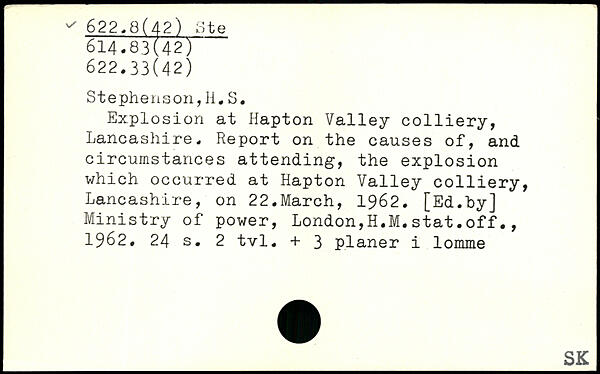 ✓ 622.8(42) Ste
614.83(42)
622.33(42)
Stephenson,H.S.
Explosion at Hapton Valley colliery,
Lancashire. Report on the causes of, and
circumstances attending, the explosion
which occurred at Hapton Valley colliery,
Lancashire, on 22.March, 1962. [Ed.by]
Ministry of power, London,H.M.stat.off.,
1962. 24 s. 2 tvl. + 3 planer i lomme
SK